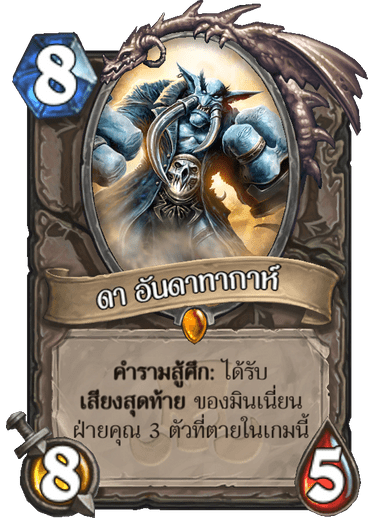 8
ดา อันดาทากาห์
คำรามสู้ศึก: ได้รับ
เสียงสุดท้าย ของมินเนี่ยน
ฝ่ายคุณ 3 ตัวที่ตายในเกมนี้
8
5